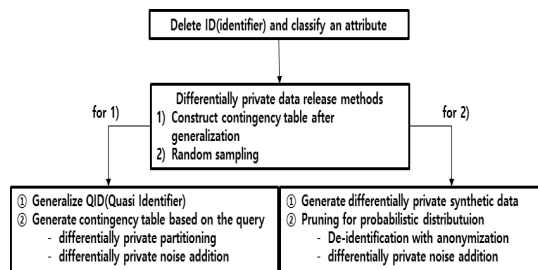 Delete ID(identifier) and classify an attribute
Differentially private data release methods
1) Construct contingency table after
generalization
2) Random sampling
for 1)
for 2)
① Generalize QID(Quasi Identifier)
② Generate contingency table based on the query
- differentially private partitioning
- differentially private noise addition
① Generate differentially private synthetic data
② Pruning for probabilistic distributuion
- De-identification with anonymization
- differentially private noise addition